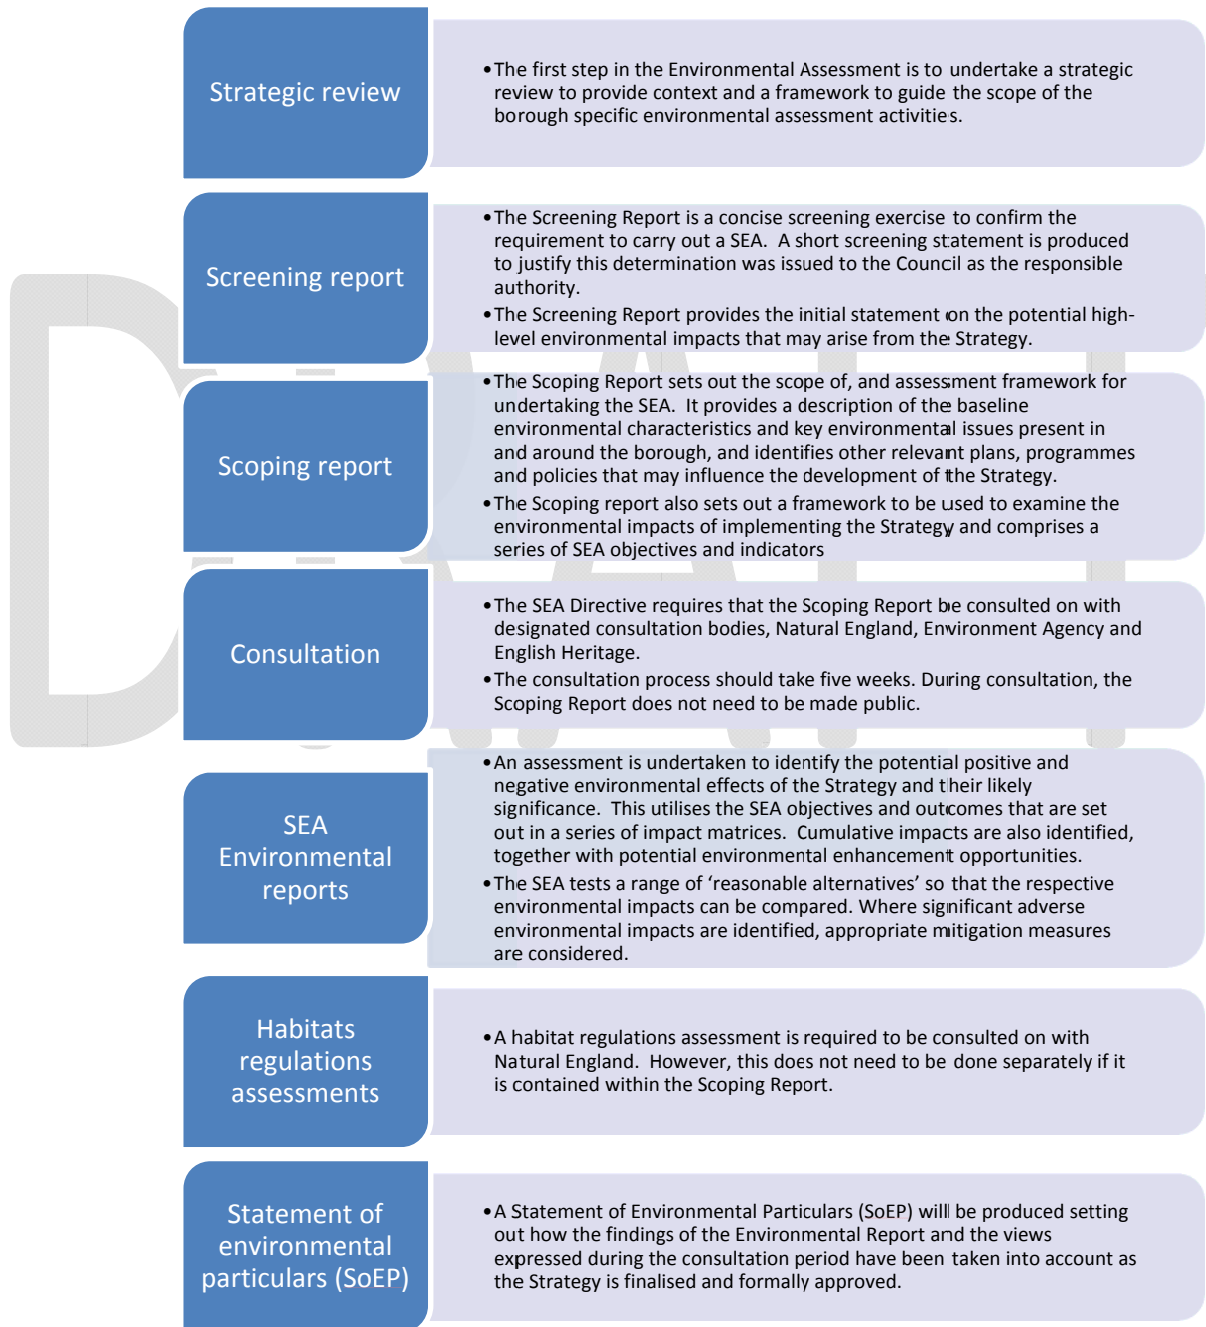 Strategic review
•The first step in the Environmental Assessment is to undertake a strategic
review to provide context and a framework to guide the scope of the
borough specific environmental assessment activities.
Screening report
•The Screening Report is a concise screening exercise to confirm the
requirement to carry out a SEA.  A short screening statement is produced
to justify this determination was issued to the Council as the responsible
authority.
•The Screening Report provides the initial statement on the potential high-
level environmental impacts that may arise from the Strategy.
Scoping report
•The Scoping Report sets out the scope of, and assessment framework for
undertaking the SEA.  It provides a description of the baseline
environmental characteristics and key environmental issues present in
and around the borough, and identifies other relevant plans, programmes
and policies that may influence the development of the Strategy.
•The Scoping report also sets out a framework to be used to examine the
environmental impacts of implementing the Strategy and comprises a
series of SEA objectives and indicators
Consultation
•The SEA Directive requires that the Scoping Report be consulted on with
designated consultation bodies, Natural England, Environment Agency and
English Heritage.
•The consultation process should take five weeks. During consultation, the
Scoping Report does not need to be made public.
SEA
Environmental
reports
•An assessment is undertaken to identify the potential positive and
negative environmental effects of the Strategy and their likely
significance.  This utilises the SEA objectives and outcomes that are set
out in a series of impact matrices.  Cumulative impacts are also identified,
together with potential environmental enhancement opportunities.
•The SEA tests a range of ‘reasonable alternatives’ so that the respective
environmental impacts can be compared. Where significant adverse
environmental impacts are identified, appropriate mitigation measures
are considered.
Habitats
regulations
assessments
•A habitat regulations assessment is required to be consulted on with
Natural England.  However, this does not need to be done separately if it
is contained within the Scoping Report.
Statement of
environmental
particulars (SoEP)
•A Statement of Environmental Particulars (SoEP) will be produced setting
out how the findings of the Environmental Report and the views
expressed during the consultation period have been taken into account as
the Strategy is finalised and formally approved.
DRAFT